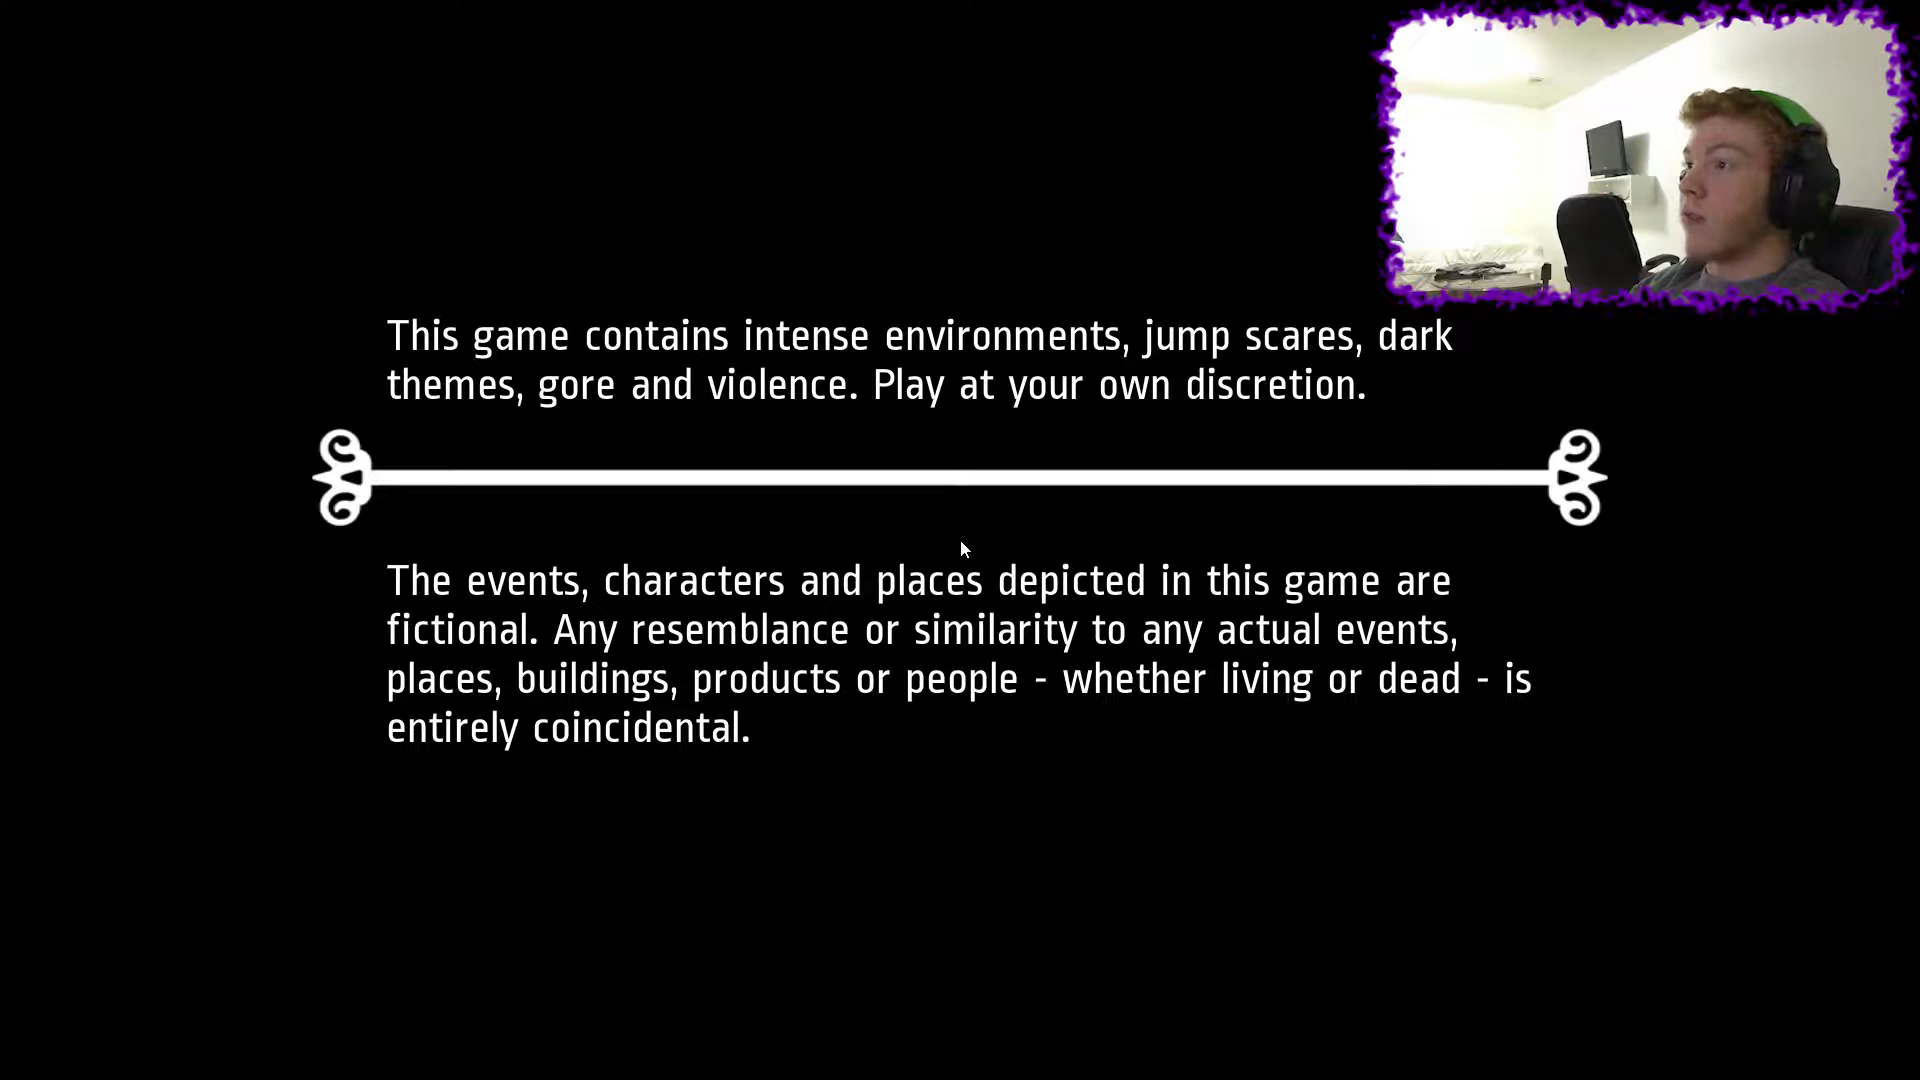 This game contains intense environments, jump scares, dark
themes, gore and violence. Play at your own discretion.
The events, characters and places depicted in this game are
fictional. Any resemblance or similarity to any actual events,
places, buildings, products or people - whether living or dead - is
entirely coincidental.